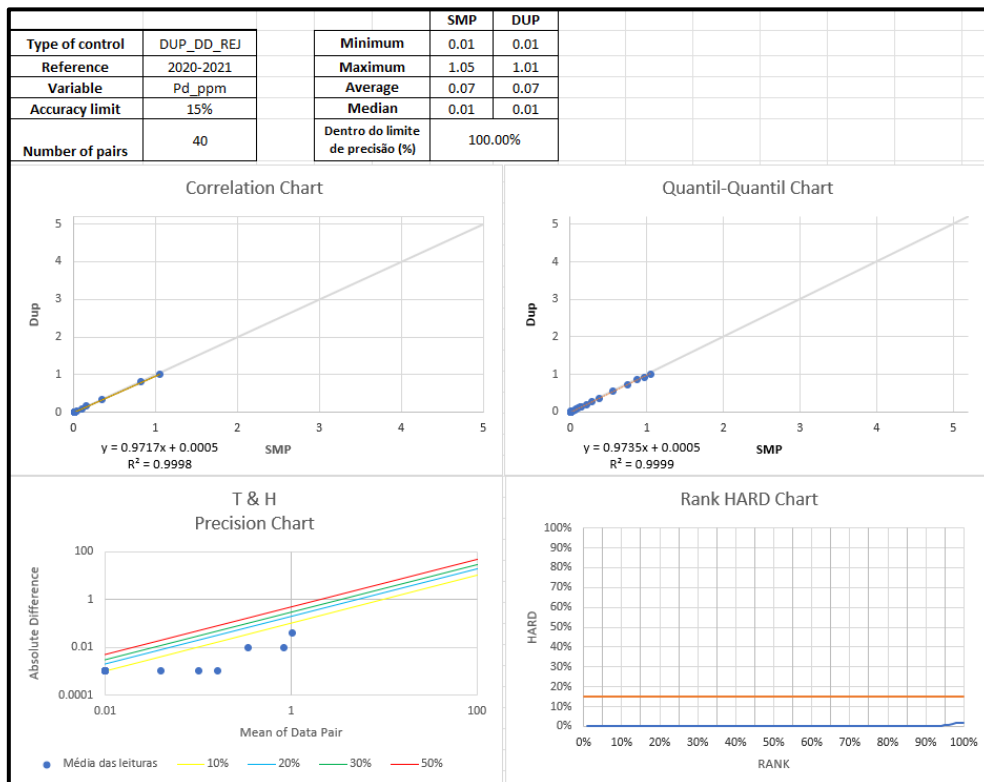 SMP DUP
Type of control DUP_DD_REJ Minimum 0.01 0.01
Reference 2020-2021 Maximum 1.05 1.01
Variable Pd_ppm Average 0.07 0.07
Accuracy limit 15% Median 0.01 0.01
Number of pairs 40 Dentro do limite
de precisão (%) 100.00%
Correlation Chart
5
4
3
2
1
0
Dup
0 1 2 3 4 5
y = 0.9717x + 0.0005
R² = 0.9998
SMP
Quantil-Quantil Chart
5
4
3
2
1
0
Dup
0 1 2 3 4 5
y = 0.9735x + 0.0005
R² = 0.9999
SMP
T & H
Precision Chart
100
1
0.01
0.0001
Absolute Difference
0.01 1 100
Mean of Data Pair
Média das leituras 10% 20% 30% 50%
Rank HARD Chart
100%
90%
80%
70%
60%
50%
40%
30%
20%
10%
0%
HARD
0% 10% 20% 30% 40% 50% 60% 70% 80% 90% 100%
RANK